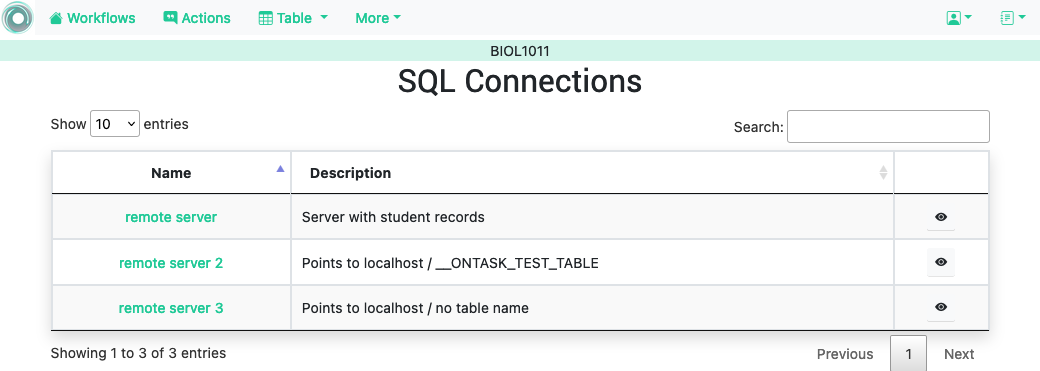 Workflows Actions Table More
BIOL1011
SQL Connections
Show 10 entries Search:
Name Description
remote server Server with student records
remote server 2 Points to localhost / __ONTASK_TEST_TABLE
remote server 3 Points to localhost / no table name
Showing 1 to 3 of 3 entries Previous 1 Next